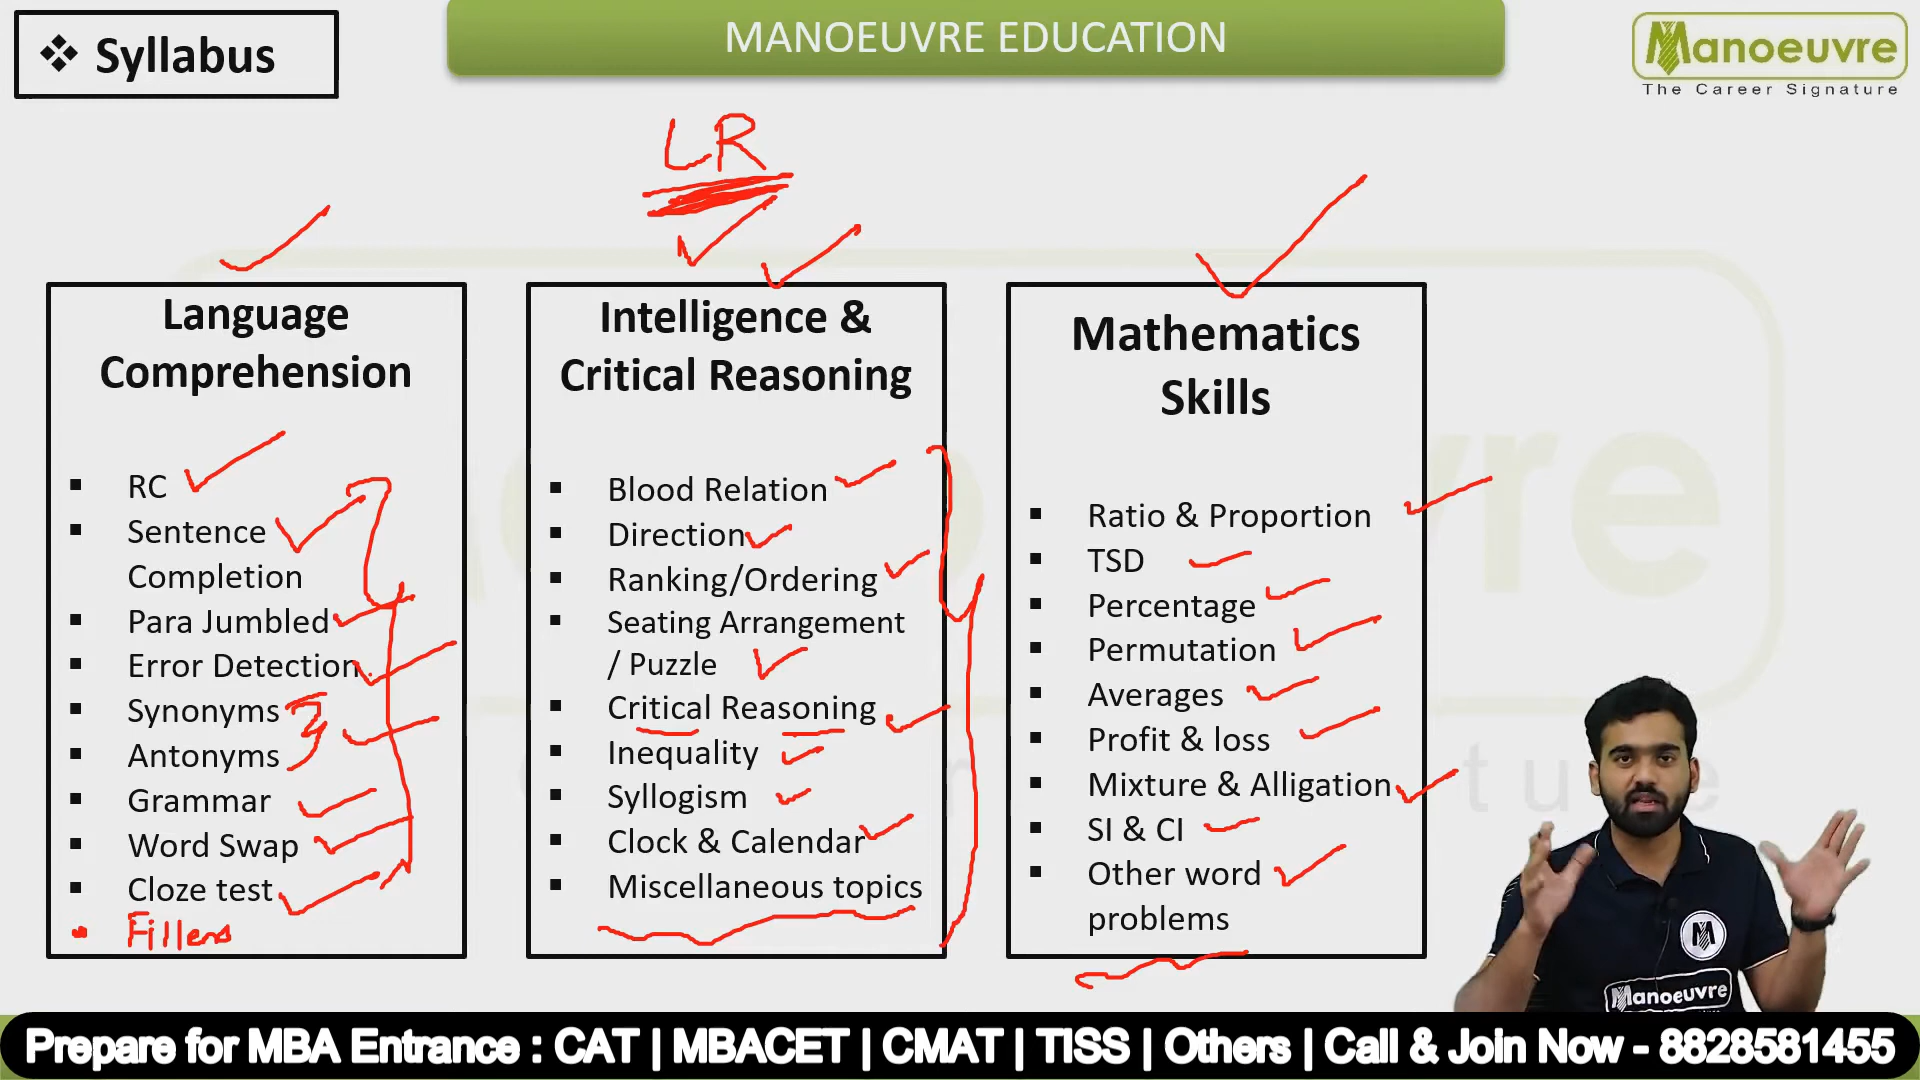 ❖ Syllabus
MANOEUVRE EDUCATION
Manoeuvre
The Career Signature
LR
Language
Comprehension
▪ RC
▪ Sentence
Completion
▪ Para Jumbled
▪ Error Detection
▪ Synonyms
▪ Antonyms
▪ Grammar
▪ Word Swap
▪ Cloze test
• Fillers
Intelligence &
Critical Reasoning
▪ Blood Relation
▪ Direction
▪ Ranking/Ordering
▪ Seating Arrangement
/ Puzzle
▪ Critical Reasoning
▪ Inequality
▪ Syllogism
▪ Clock & Calendar
▪ Miscellaneous topics
Mathematics
Skills
▪ Ratio & Proportion
▪ TSD
▪ Percentage
▪ Permutation
▪ Averages
▪ Profit & loss
▪ Mixture & Alligation
▪ SI & CI
▪ Other word
problems
Manoeuvre
Prepare for MBA Entrance : CAT | MBACET | CMAT | TISS | Others | Call & Join Now - 8828581455